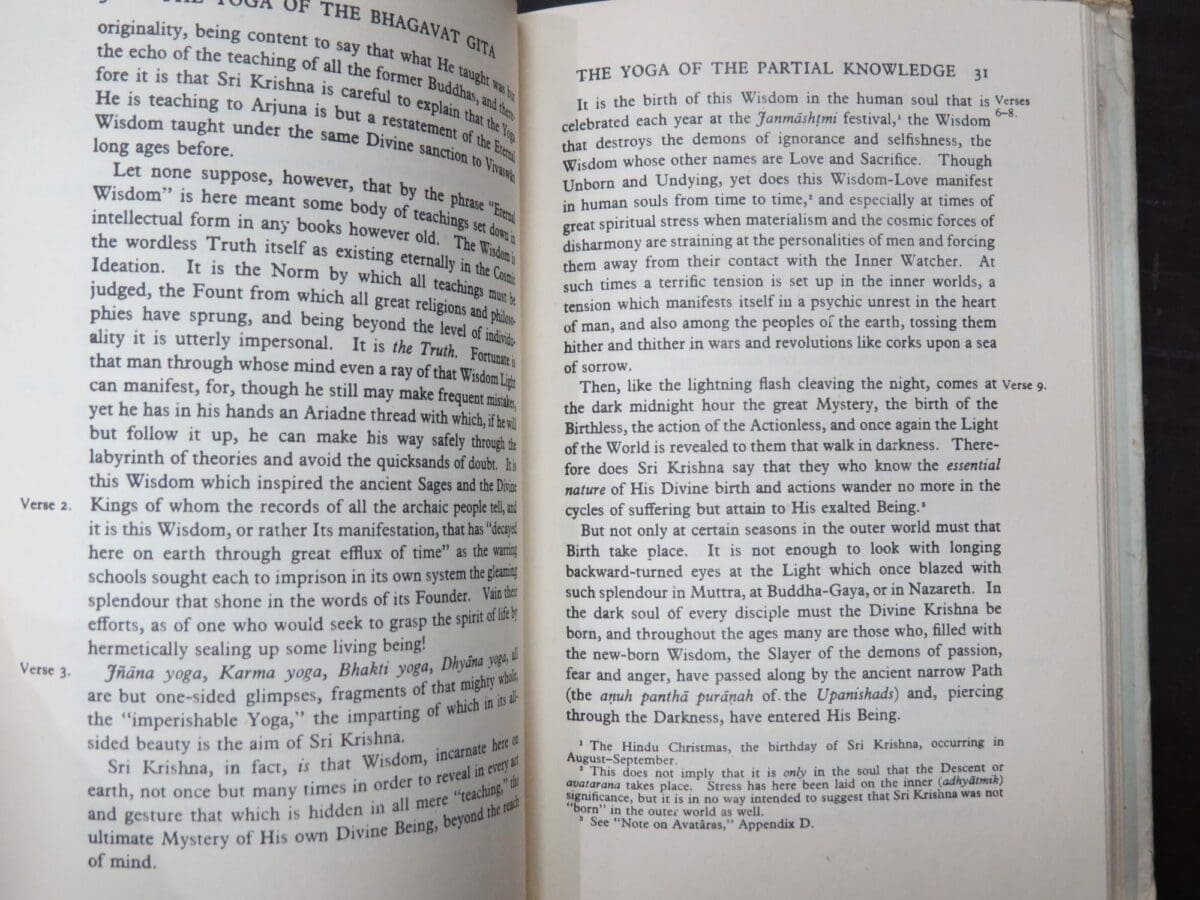 THE YOGA OF THE BHAGAVAT GITA
originality, being content to say that what He taught was but
the echo of the teaching of all the former Buddhas, and there-
fore it is that Sri Krishna is careful to explain that the Yoga
He is teaching to Arjuna is but a restatement of the Eternal
Wisdom taught under the same Divine sanction to Vivaswān
long ages before.
Let none suppose, however, that by the phrase "Eternal
Wisdom" is here meant some body of teachings set down in
intellectual form in any books however old. The Wisdom is
the wordless Truth itself as existing eternally in the Cosmic
Ideation. It is the Norm by which all teachings must be
judged, the Fount from which all great religions and philoso-
phies have sprung, and being beyond the level of individu-
ality it is utterly impersonal. It is the Truth. Fortunate is
that man through whose mind even a ray of that Wisdom Light
can manifest, for, though he still may make frequent mistakes,
yet he has in his hands an Ariadne thread with which, if he will
but follow it up, he can make his way safely through the
labyrinth of theories and avoid the quicksands of doubt. It is
this Wisdom which inspired the ancient Sages and the Divine
Verse 2. Kings of whom the records of all the archaic people tell, and
it is this Wisdom, or rather Its manifestation, that has "decayed
here on earth through great efflux of time" as the warring
schools sought each to imprison in its own system the gleaming
splendour that shone in the words of its Founder. Vain their
efforts, as of one who would seek to grasp the spirit of life by
hermetically sealing up some living being!
Verse 3. Jñāna yoga, Karma yoga, Bhakti yoga, Dhyāna yoga, all
are but one-sided glimpses, fragments of that mighty whole,
the "imperishable Yoga," the imparting of which in its all-
sided beauty is the aim of Sri Krishna.
Sri Krishna, in fact, is that Wisdom, incarnate here on
earth, not once but many times in order to reveal in every act
and gesture that which is hidden in all mere "teaching," the
ultimate Mystery of His own Divine Being, beyond the reach
of mind.
THE YOGA OF THE PARTIAL KNOWLEDGE 31
It is the birth of this Wisdom in the human soul that is Verses
celebrated each year at the Janmāshṭmi festival,¹ the Wisdom 6–8.
that destroys the demons of ignorance and selfishness, the
Wisdom whose other names are Love and Sacrifice. Though
Unborn and Undying, yet does this Wisdom-Love manifest
in human souls from time to time,² and especially at times of
great spiritual stress when materialism and the cosmic forces of
disharmony are straining at the personalities of men and forcing
them away from their contact with the Inner Watcher. At
such times a terrific tension is set up in the inner worlds, a
tension which manifests itself in a psychic unrest in the heart
of man, and also among the peoples of the earth, tossing them
hither and thither in wars and revolutions like corks upon a sea
of sorrow.
Then, like the lightning flash cleaving the night, comes at Verse 9.
the dark midnight hour the great Mystery, the birth of the
Birthless, the action of the Actionless, and once again the Light
of the World is revealed to them that walk in darkness. There-
fore does Sri Krishna say that they who know the essential
nature of His Divine birth and actions wander no more in the
cycles of suffering but attain to His exalted Being.³
But not only at certain seasons in the outer world must that
Birth take place. It is not enough to look with longing
backward-turned eyes at the Light which once blazed with
such splendour in Muttra, at Buddha-Gaya, or in Nazareth. In
the dark soul of every disciple must the Divine Krishna be
born, and throughout the ages many are those who, filled with
the new-born Wisdom, the Slayer of the demons of passion,
fear and anger, have passed along by the ancient narrow Path
(the aṇuh panthā purāṇah of the Upanishads) and, piercing
through the Darkness, have entered His Being.
¹ The Hindu Christmas, the birthday of Sri Krishna, occurring in
August–September.
² This does not imply that it is only in the soul that the Descent or
avatarana takes place. Stress has here been laid on the inner (adhyātmik)
significance, but it is in no way intended to suggest that Sri Krishna was not
"born" in the outer world as well.
³ See "Note on Avatāras," Appendix D.